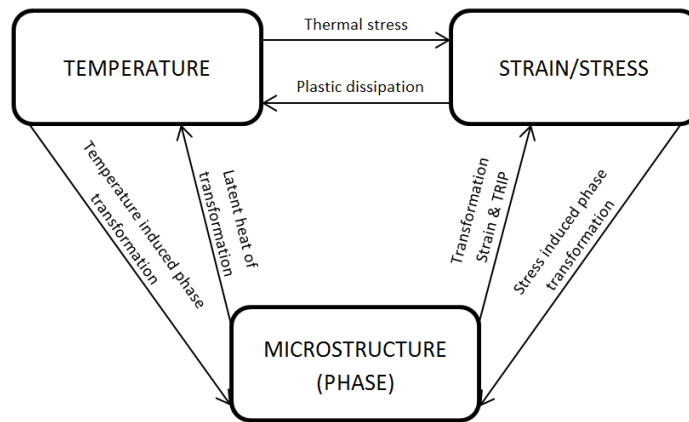 Thermal stress
TEMPERATURE
STRAIN/STRESS
Plastic dissipation
Temperature induced phase
transformation
Latent heat of
transformation
Transformation
Strain & TRIP
Stress induced phase
transformation
MICROSTRUCTURE
(PHASE)